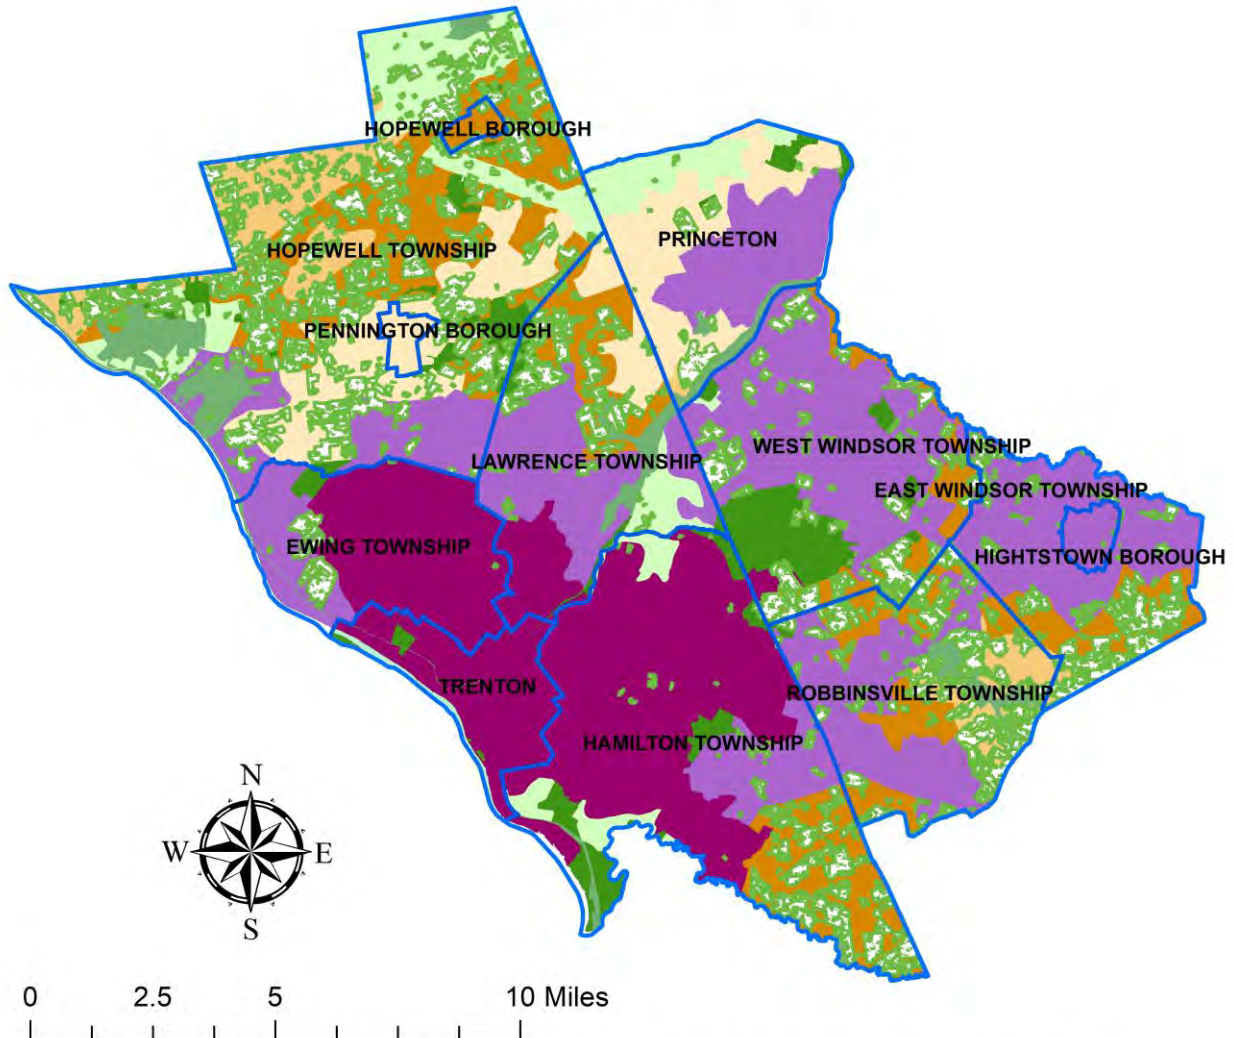 HOPEWELL BOROUGH
PRINCETON
HOPEWELL TOWNSHIP
PENNINGTON BOROUGH
WEST WINDSOR TOWNSHIP
LAWRENCE TOWNSHIP
EAST WINDSOR TOWNSHIP
EWING TOWNSHIP
HIGHTSTOWN BOROUGH
TRENTON
ROBBINSVILLE TOWNSHIP
HAMILTON TOWNSHIP
N
W E
S
0 2.5 5 10 Miles